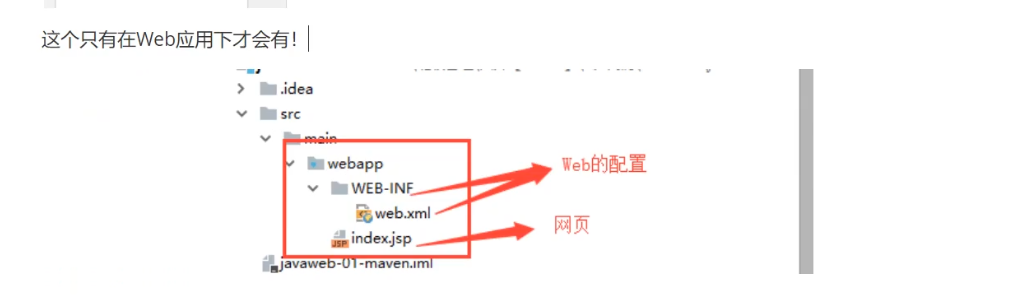 这个只有在Web应用下才会有！
.idea
src
main
webapp
WEB-INF
web.xml
index.jsp
javaweb-01-maven.iml
Web的配置
网页